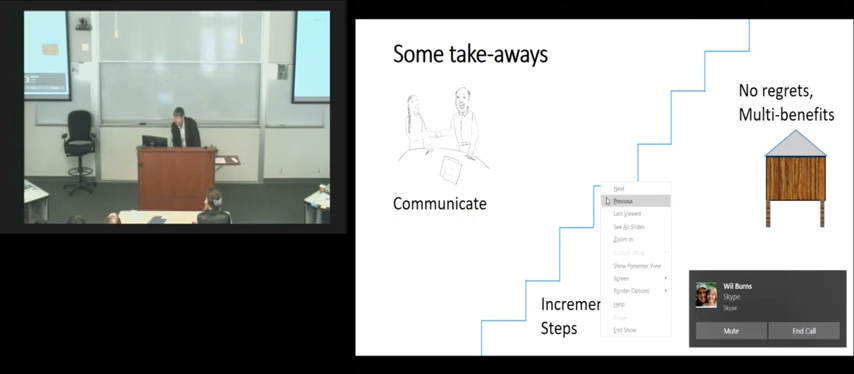 Some take-aways
No regrets,
Multi-benefits
Communicate
Next
Previous
Last Viewed
See All Slides
Zoom In
Show Presenter View
Screen
Pointer Options
Help
End Show
Incremen
Steps
Wil Burns
Skype
Skype
Mute
End Call